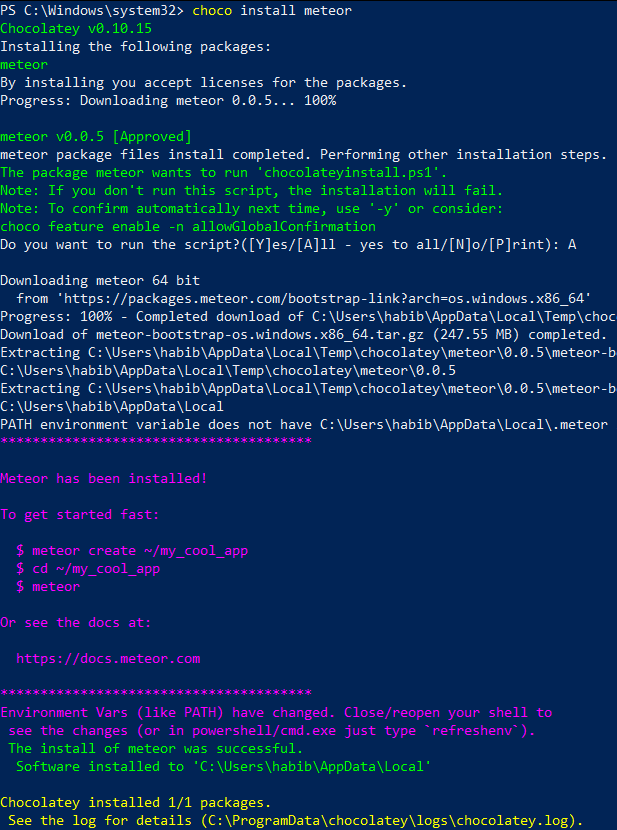 PS C:\Windows\system32> choco install meteor
Chocolatey v0.10.15
Installing the following packages:
meteor
By installing you accept licenses for the packages.
Progress: Downloading meteor 0.0.5... 100%
meteor v0.0.5 [Approved]
meteor package files install completed. Performing other installation steps.
The package meteor wants to run 'chocolateyinstall.ps1'.
Note: If you don't run this script, the installation will fail.
Note: To confirm automatically next time, use '-y' or consider:
choco feature enable -n allowGlobalConfirmation
Do you want to run the script?([Y]es/[A]ll - yes to all/[N]o/[P]rint): A
Downloading meteor 64 bit
  from 'https://packages.meteor.com/bootstrap-link?arch=os.windows.x86_64'
Progress: 100% - Completed download of C:\Users\habib\AppData\Local\Temp\choc
Download of meteor-bootstrap-os.windows.x86_64.tar.gz (247.55 MB) completed.
Extracting C:\Users\habib\AppData\Local\Temp\chocolatey\meteor\0.0.5\meteor-b
C:\Users\habib\AppData\Local\Temp\chocolatey\meteor\0.0.5
Extracting C:\Users\habib\AppData\Local\Temp\chocolatey\meteor\0.0.5\meteor-b
C:\Users\habib\AppData\Local
PATH environment variable does not have C:\Users\habib\AppData\Local\.meteor
***************************************
Meteor has been installed!
To get started fast:
  $ meteor create ~/my_cool_app
  $ cd ~/my_cool_app
  $ meteor
Or see the docs at:
  https://docs.meteor.com
***************************************
Environment Vars (like PATH) have changed. Close/reopen your shell to
 see the changes (or in powershell/cmd.exe just type `refreshenv`).
 The install of meteor was successful.
  Software installed to 'C:\Users\habib\AppData\Local'
Chocolatey installed 1/1 packages.
 See the log for details (C:\ProgramData\chocolatey\logs\chocolatey.log).